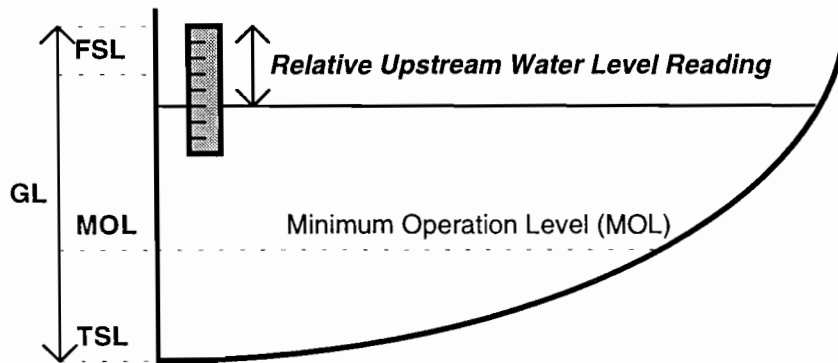 FSL
Relative Upstream Water Level Reading
GL
MOL
Minimum Operation Level (MOL)
TSL